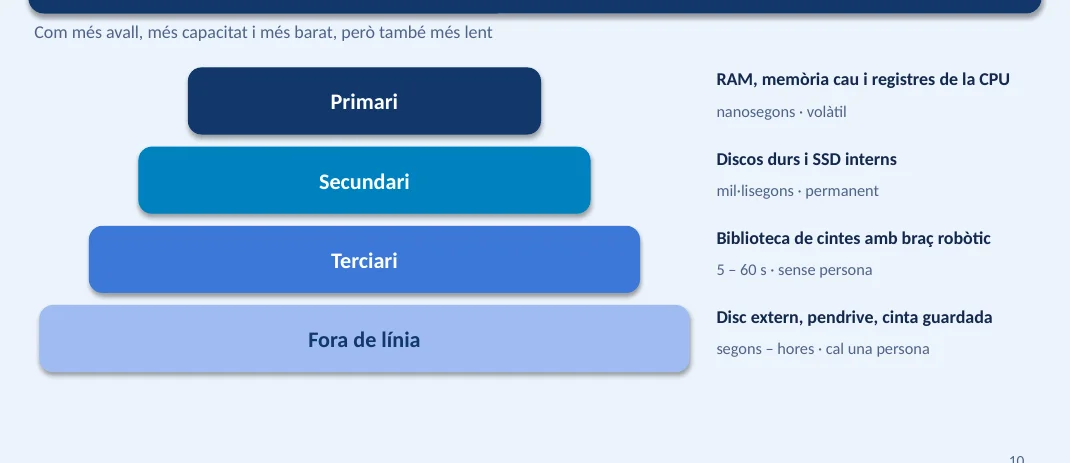 Com més avall, més capacitat i més barat, però també més lent
Primari
RAM, memòria cau i registres de la CPU
nanosegons · volàtil
Secundari
Discos durs i SSD interns
mil·lisegons · permanent
Terciari
Biblioteca de cintes amb braç robòtic
5 – 60 s · sense persona
Fora de línia
Disc extern, pendrive, cinta guardada
segons – hores · cal una persona
10